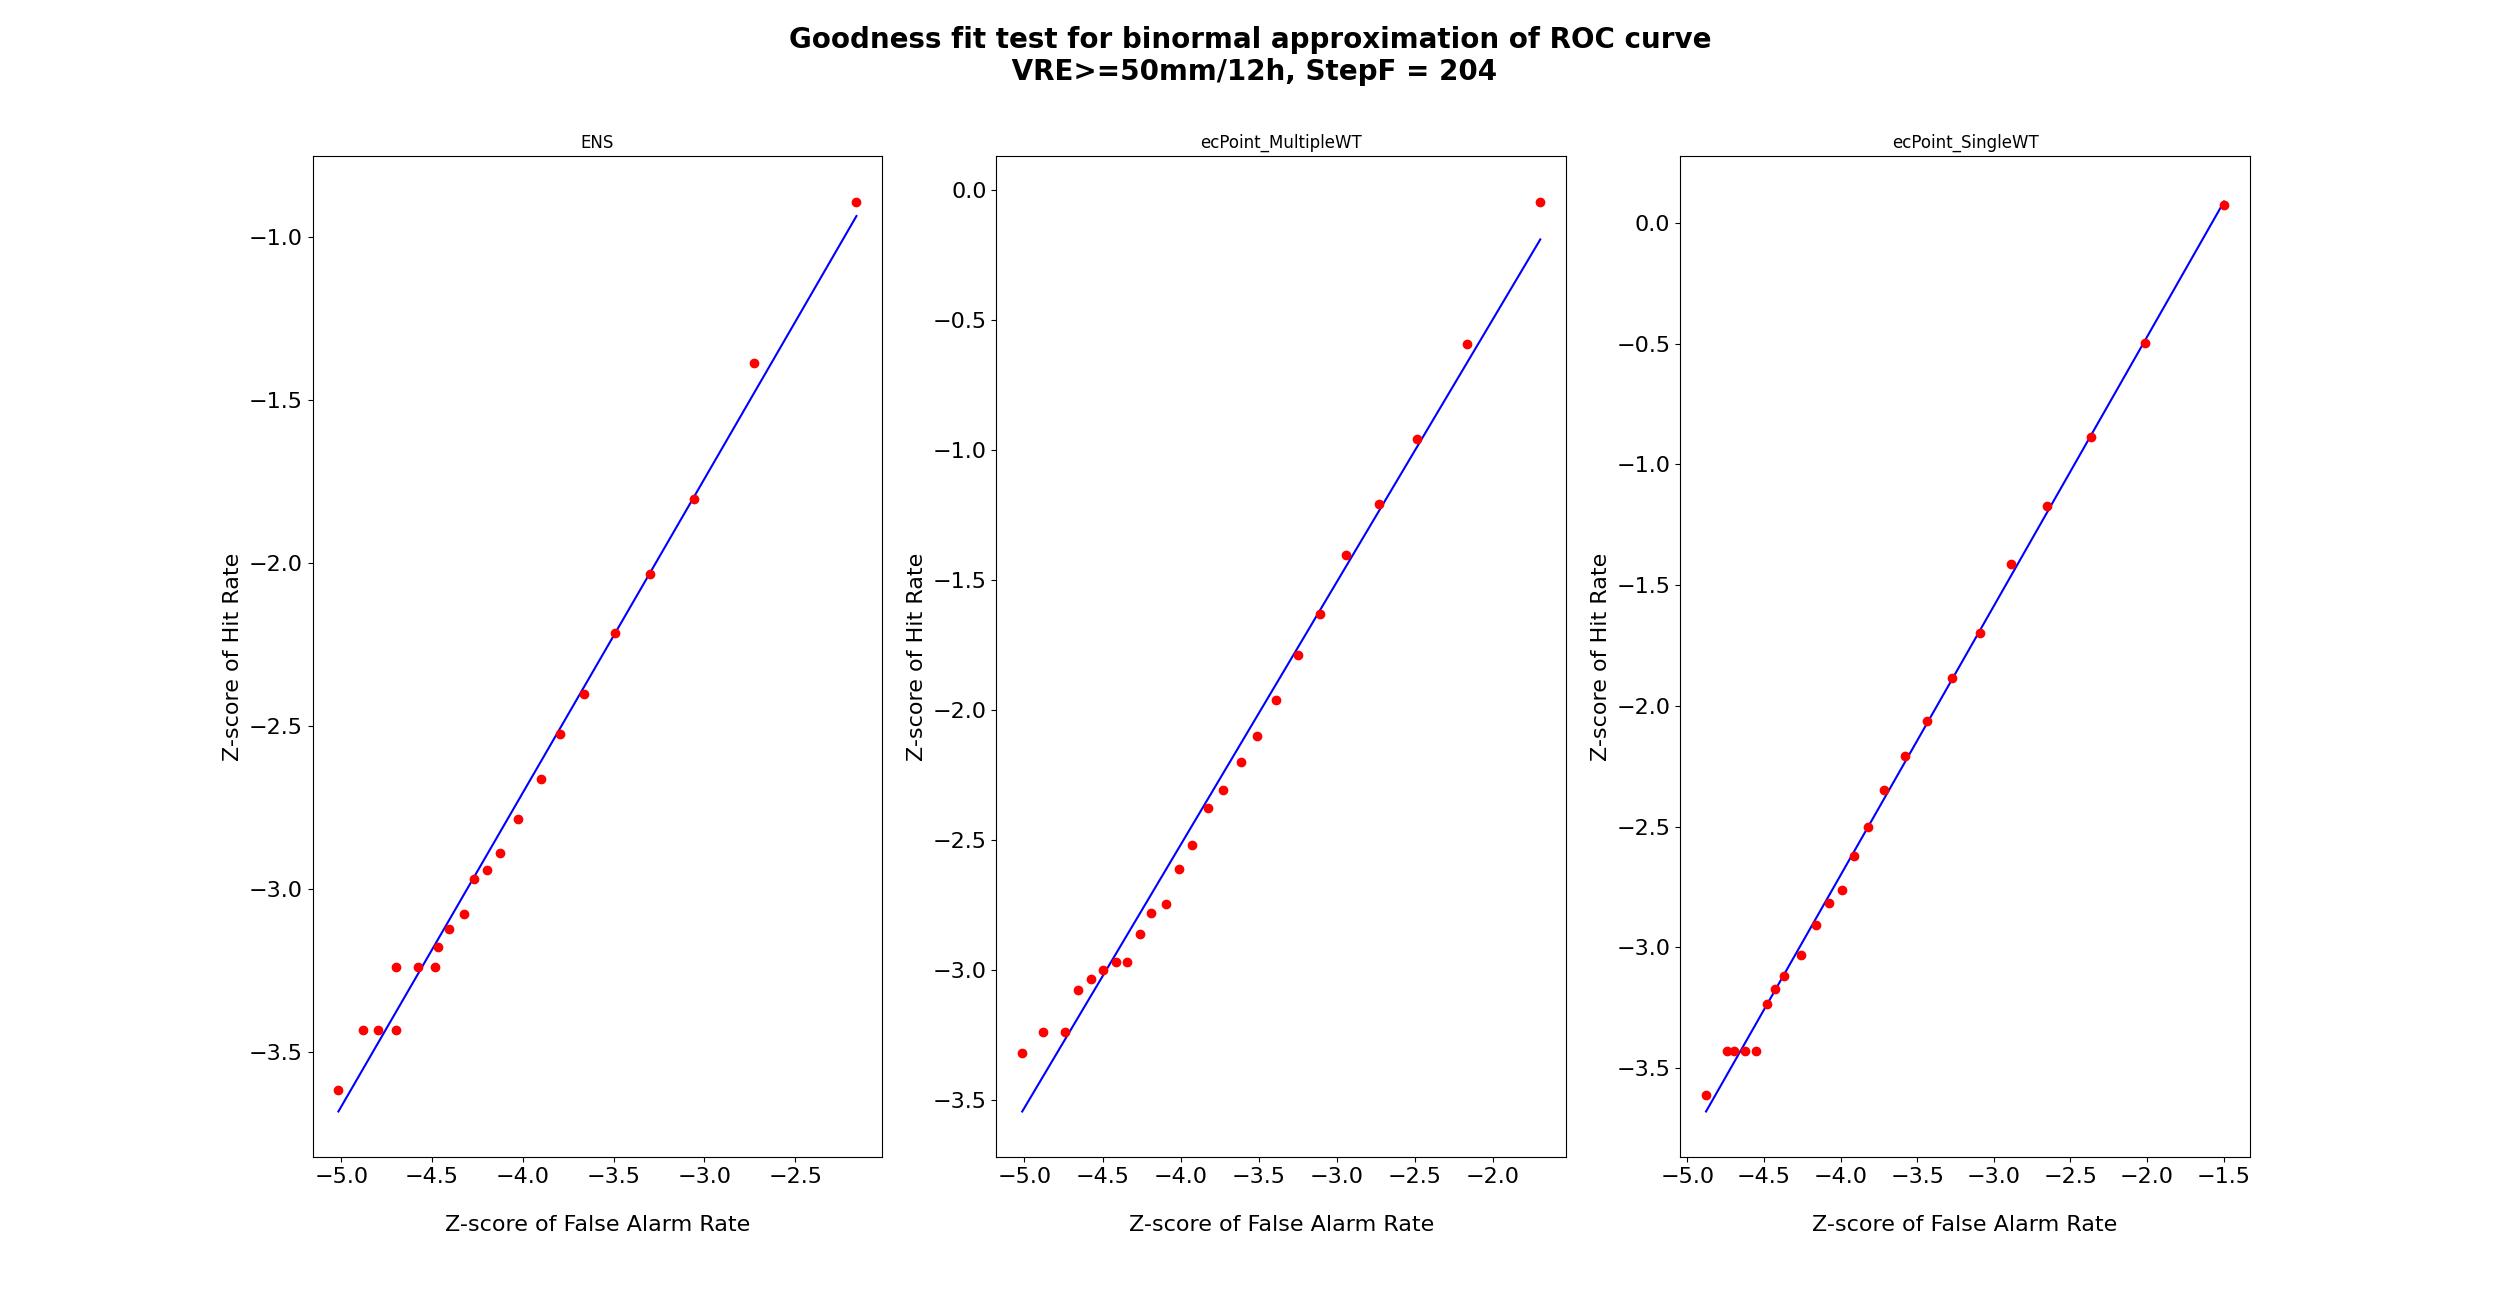 Goodness fit test for binormal approximation of ROC curve
VRE>=50mm/12h, StepF = 204
ENS
−1.0
−1.5
−2.0
−2.5
−3.0
−3.5
Z-score of Hit Rate
−5.0 −4.5 −4.0 −3.5 −3.0 −2.5
Z-score of False Alarm Rate
ecPoint_MultipleWT
0.0
−0.5
−1.0
−1.5
−2.0
−2.5
−3.0
−3.5
Z-score of Hit Rate
−5.0 −4.5 −4.0 −3.5 −3.0 −2.5 −2.0
Z-score of False Alarm Rate
ecPoint_SingleWT
0.0
−0.5
−1.0
−1.5
−2.0
−2.5
−3.0
−3.5
Z-score of Hit Rate
−5.0 −4.5 −4.0 −3.5 −3.0 −2.5 −2.0 −1.5
Z-score of False Alarm Rate